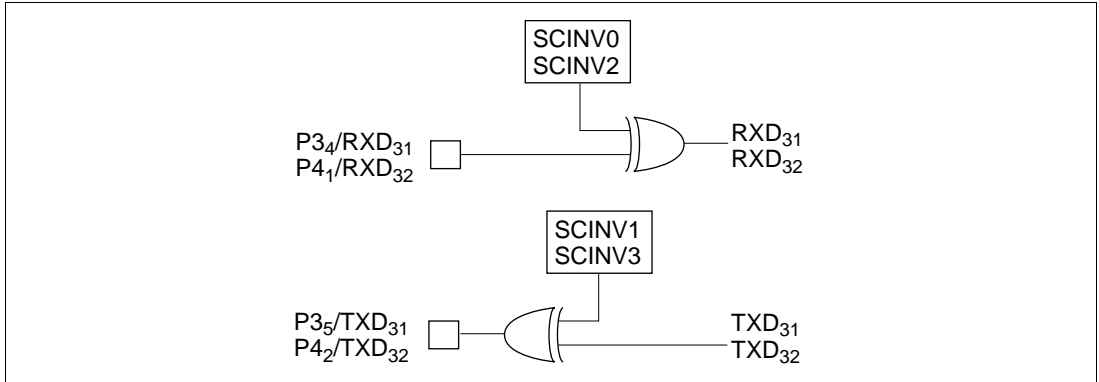 SCINV0
SCINV2
P3₄/RXD₃₁
P4₁/RXD₃₂
RXD₃₁
RXD₃₂
SCINV1
SCINV3
P3₅/TXD₃₁
P4₂/TXD₃₂
TXD₃₁
TXD₃₂